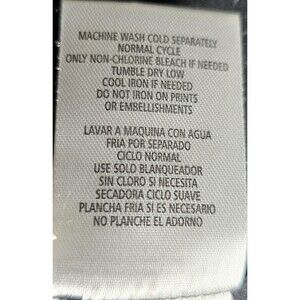 MACHINE WASH COLD SEPARATELY
NORMAL CYCLE
ONLY NON-CHLORINE BLEACH IF NEEDED
TUMBLE DRY LOW
COOL IRON IF NEEDED
DO NOT IRON ON PRINTS
OR EMBELLISHMENTS
LAVAR A MAQUINA CON AGUA
FRIA POR SEPARADO
CICLO NORMAL
USE SOLO BLANQUEADOR
SIN CLORO SI NECESITA
SECADORA CICLO SUAVE
PLANCHA FRIA SI ES NECESARIO
NO PLANCHE EL ADORNO